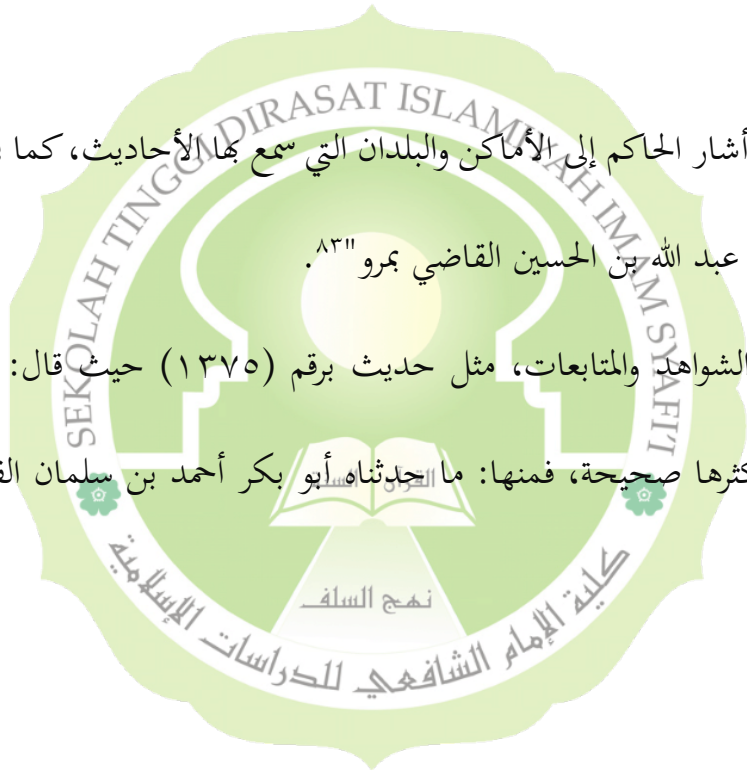 أشار الحاكم إلى الأماكن والبلدان التي سمع بها الأحاديث، كما
عبد الله بن الحسين القاضي بمرو"٨٣.
الشواهد والمتابعات، مثل حديث برقم (١٣٧٥) حيث قال:
كثرها صحيحة، فمنها: ما حدثناه أبو بكر أحمد بن سلمان
SEKOLAH TINGGI DIRASAT ISLAMIYAH IMAM SYAFI'I
القرآن السنة
نهج السلف
كلية الإمام الشافعي للدراسات الإسلامية